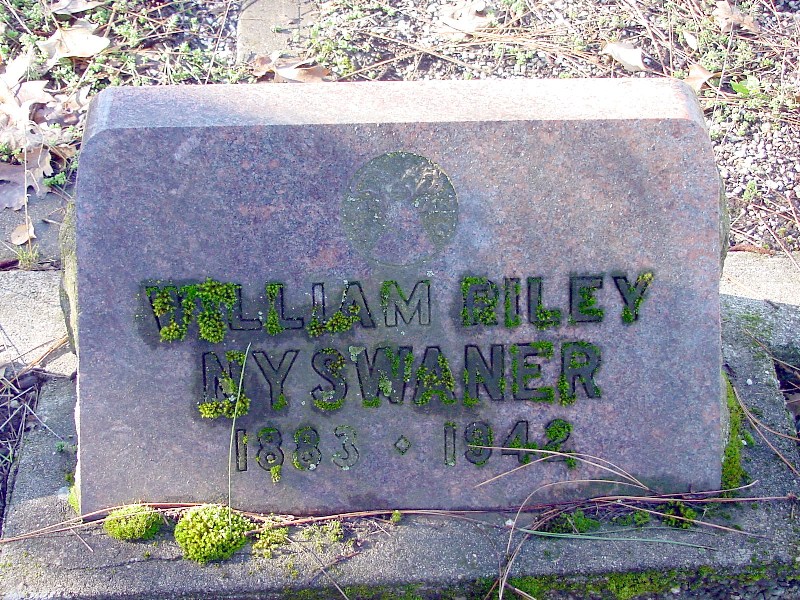 WILLIAM RILEY
NYSWANER
1883 ⋄ 1942